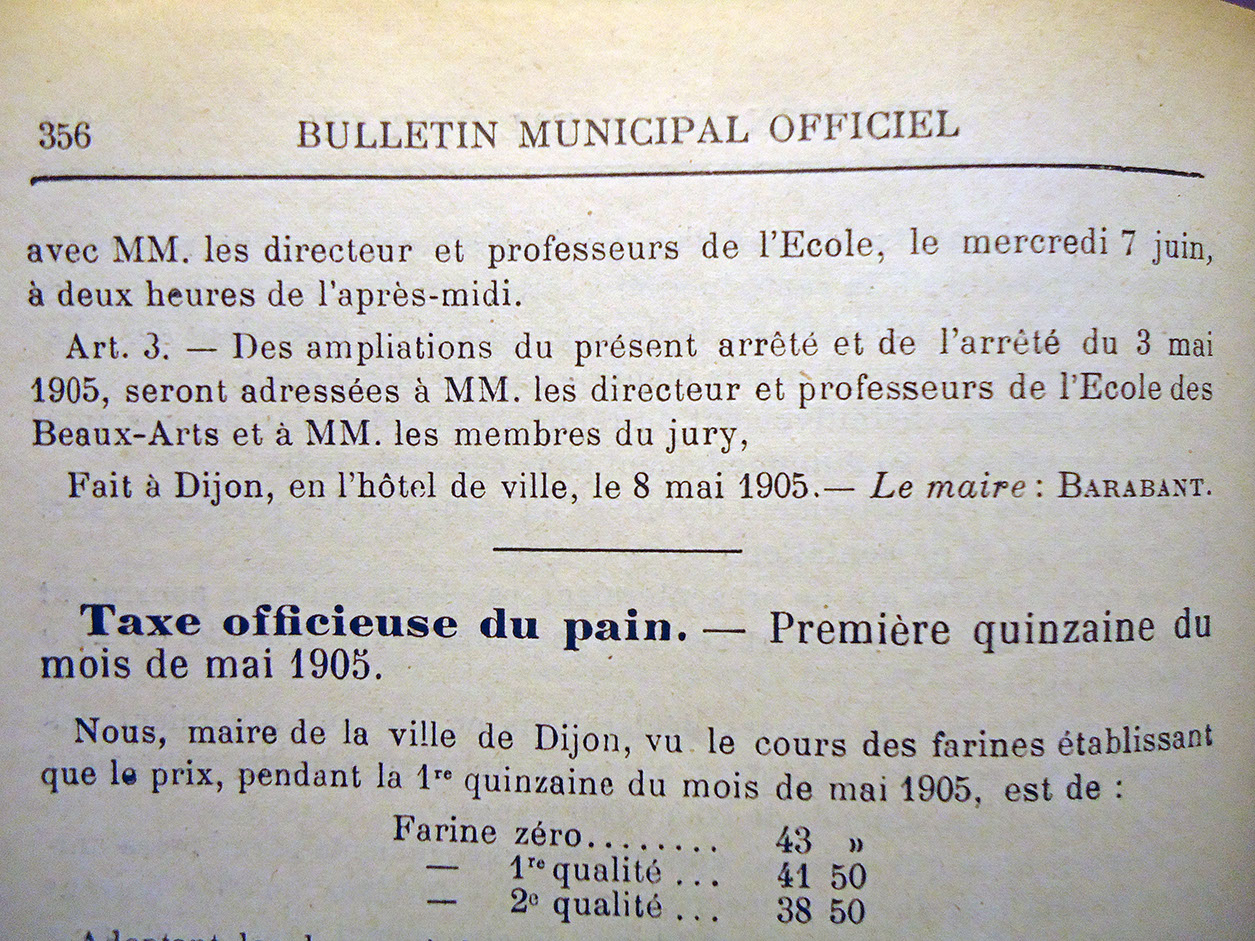 356 BULLETIN MUNICIPAL OFFICIEL
avec MM. les directeur et professeurs de l'Ecole, le mercredi 7 juin,
à deux heures de l'après-midi.
Art. 3. — Des ampliations du présent arrêté et de l'arrêté du 3 mai
1905, seront adressées à MM. les directeur et professeurs de l'Ecole des
Beaux-Arts et à MM. les membres du jury,
Fait à Dijon, en l'hôtel de ville, le 8 mai 1905.— Le maire : BARABANT.
Taxe officieuse du pain. — Première quinzaine du
mois de mai 1905.
Nous, maire de la ville de Dijon, vu le cours des farines établissant
que le prix, pendant la 1re quinzaine du mois de mai 1905, est de :
Farine zéro........ 43 »
— 1re qualité ... 41 50
— 2e qualité ... 38 50